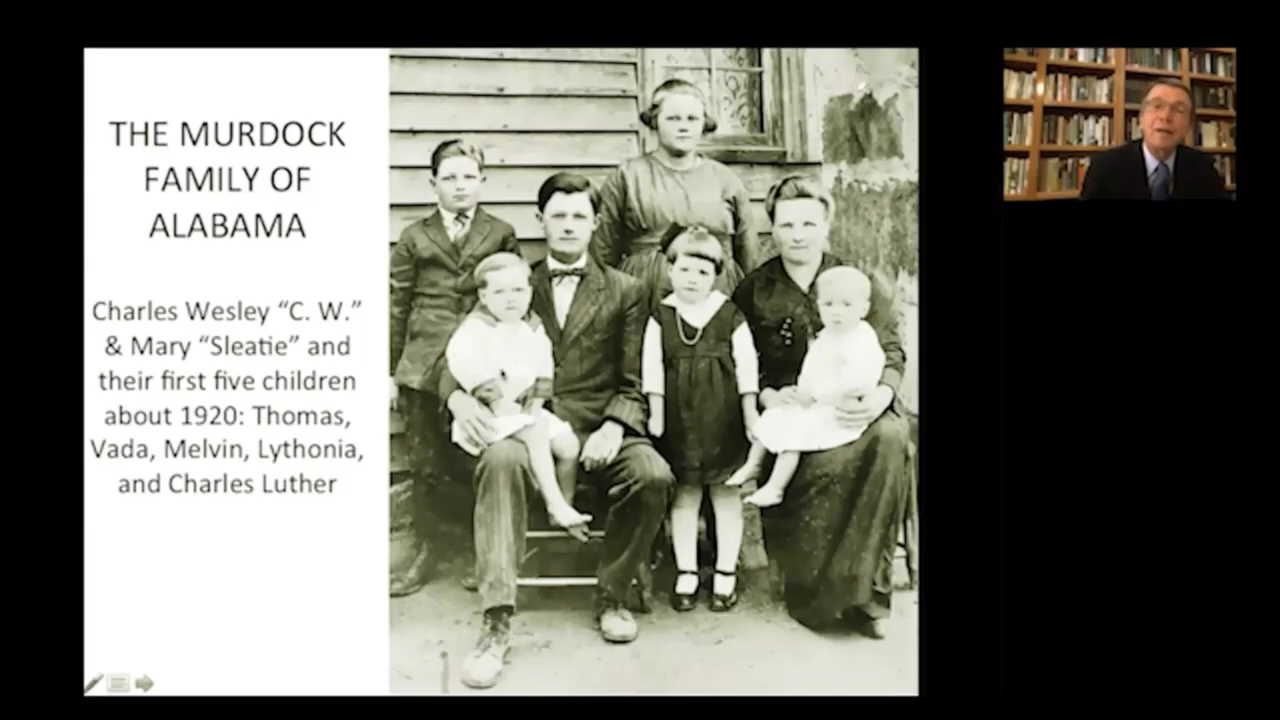 THE MURDOCK
FAMILY OF
ALABAMA
Charles Wesley “C. W.”
& Mary “Sleatie” and
their first five children
about 1920: Thomas,
Vada, Melvin, Lythonia,
and Charles Luther